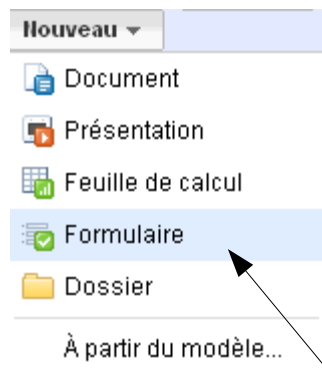 Nouveau
Document
Présentation
Feuille de calcul
Formulaire
Dossier
À partir du modèle...